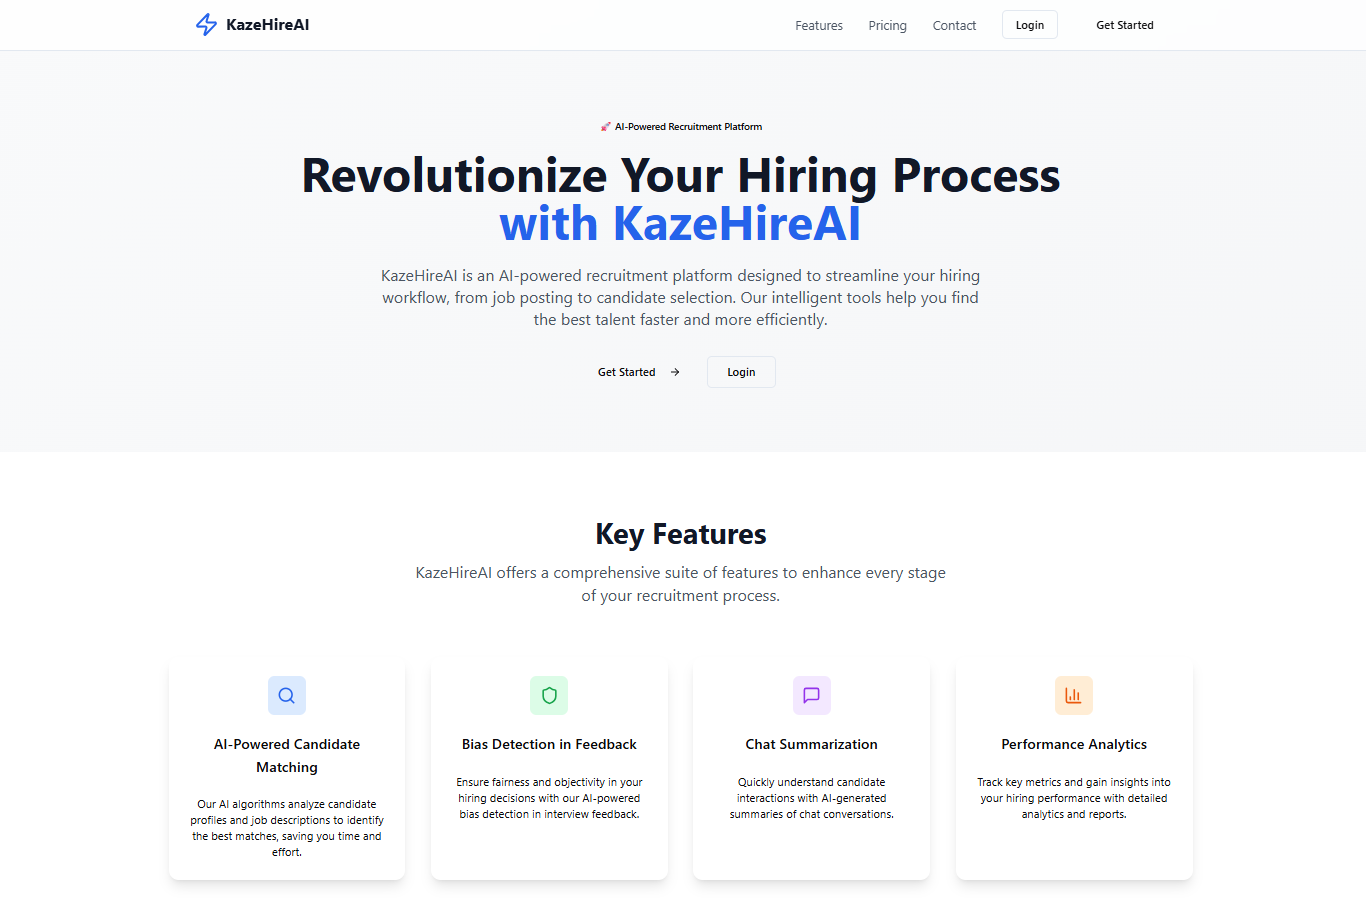 KazeHireAI
Features
Pricing
Contact
Login
Get Started
🚀 AI-Powered Recruitment Platform
Revolutionize Your Hiring Process
with KazeHireAI
KazeHireAI is an AI-powered recruitment platform designed to streamline your hiring
workflow, from job posting to candidate selection. Our intelligent tools help you find
the best talent faster and more efficiently.
Get Started →
Login
Key Features
KazeHireAI offers a comprehensive suite of features to enhance every stage
of your recruitment process.
AI-Powered Candidate
Matching
Our AI algorithms analyze candidate
profiles and job descriptions to identify
the best matches, saving you time and
effort.
Bias Detection in Feedback
Ensure fairness and objectivity in your
hiring decisions with our AI-powered
bias detection in interview feedback.
Chat Summarization
Quickly understand candidate
interactions with AI-generated
summaries of chat conversations.
Performance Analytics
Track key metrics and gain insights into
your hiring performance with detailed
analytics and reports.